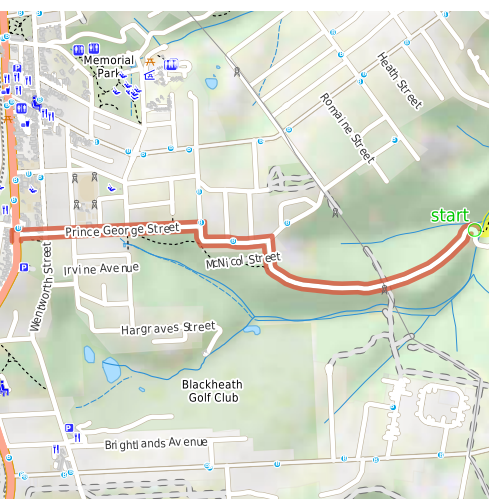 Memorial
Park
Heath Street
Romaine Street
start
Prince George Street
McNicol Street
Irvine Avenue
Wentworth Street
Hargraves Street
Blackheath
Golf Club
Brightlands Avenue